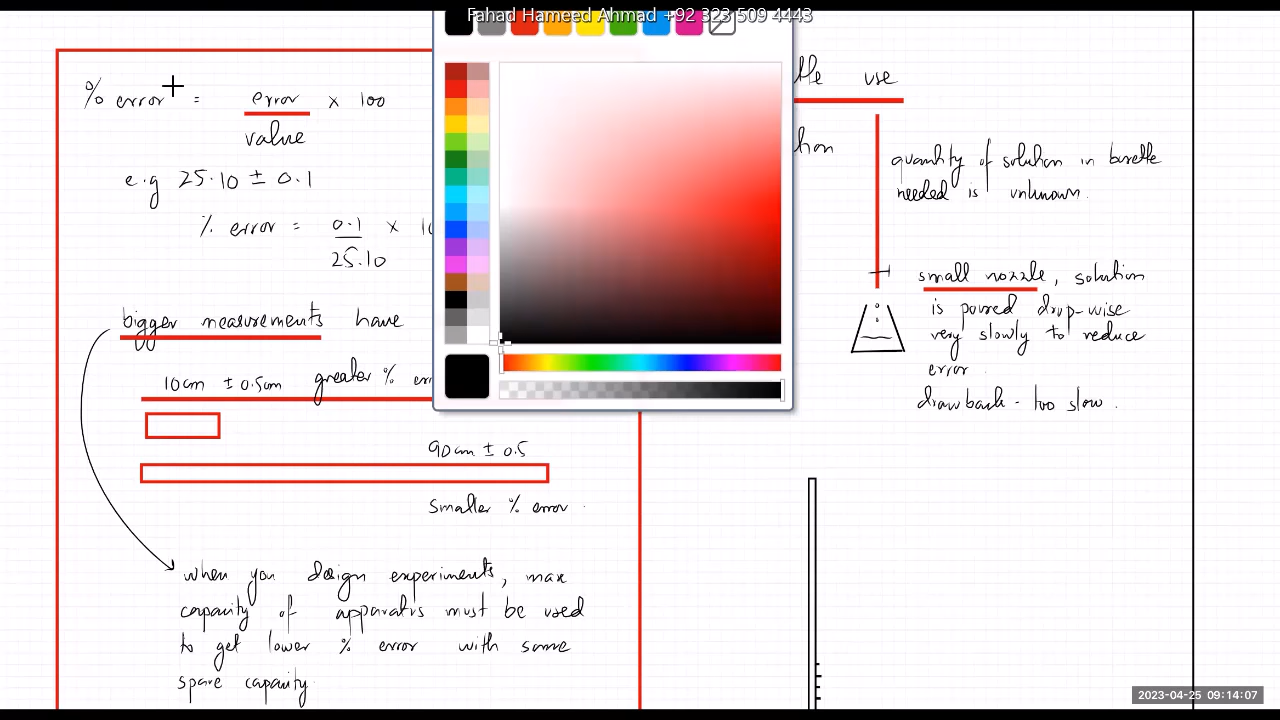 Fahad Hameed Ahmad +92 323 509 4443
% error = error x 100
value
e.g 25.10 ± 0.1
% error = 0.1 x 10
25.10
bigger measurements have
10cm ± 0.5cm greater % err
90cm ± 0.5
smaller % error.
when you design experiments, max
capacity of apparatus must be used
to get lower % error with some
spare capacity.
use
quantity of solution in burette
needed is unknown.
small nozzle, solution
is poured drop-wise
very slowly to reduce
error.
drawback - too slow.
2023-04-25 09:14:07